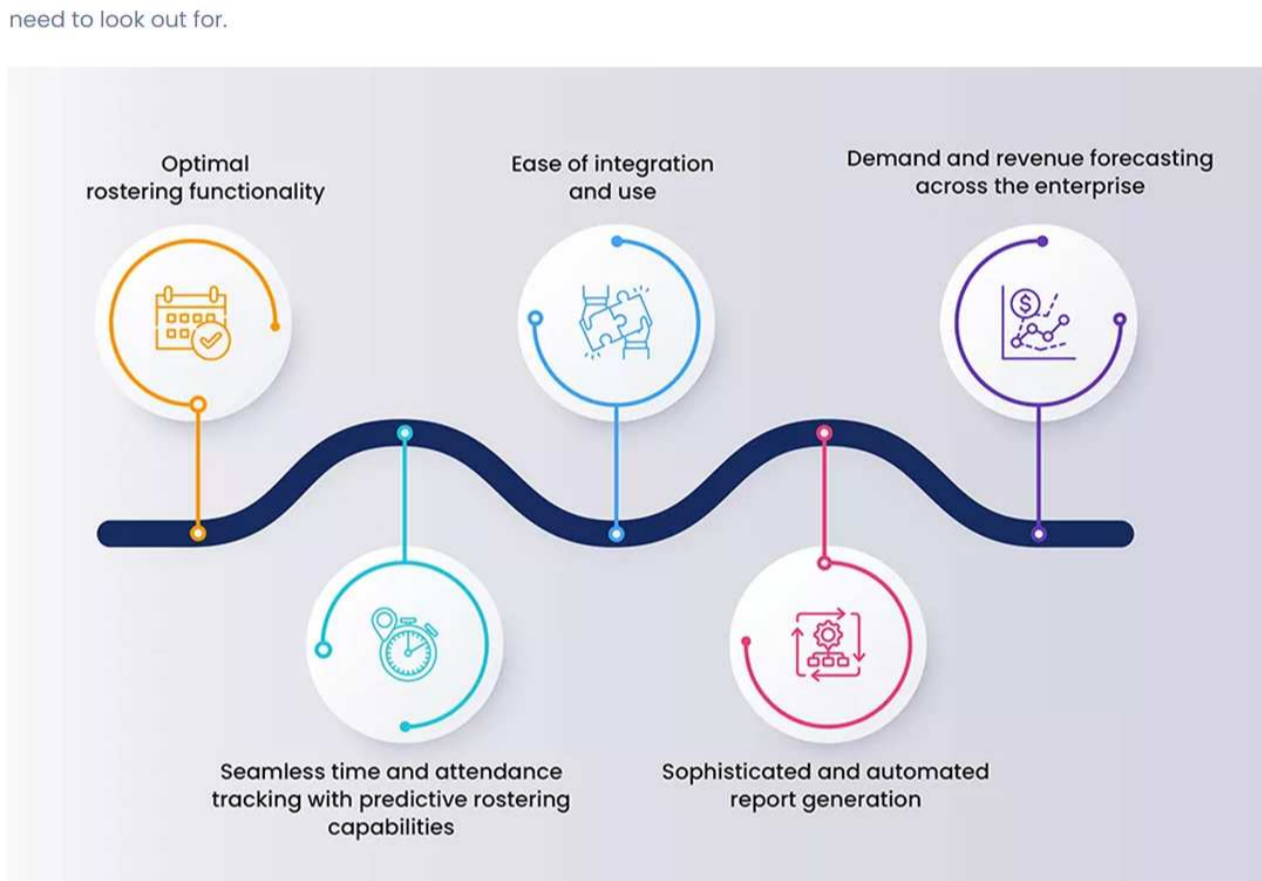 need to look out for.
Optimal
rostering functionality
Ease of integration
and use
Demand and revenue forecasting
across the enterprise
$
Seamless time and attendance
tracking with predictive rostering
capabilities
Sophisticated and automated
report generation